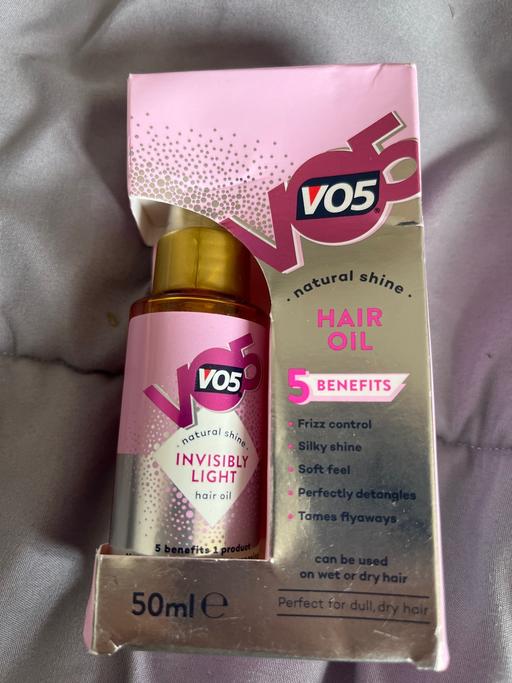 VO5
VO5
natural shine
HAIR
OIL
5 BENEFITS
Frizz control
Silky shine
Soft feel
Perfectly detangles
Tames flyaways
can be used
on wet or dry hair
Perfect for dull, dry hair
VO5
VO5
natural shine
INVISIBLY
LIGHT
hair oil
5 benefits 1 product
50ml e